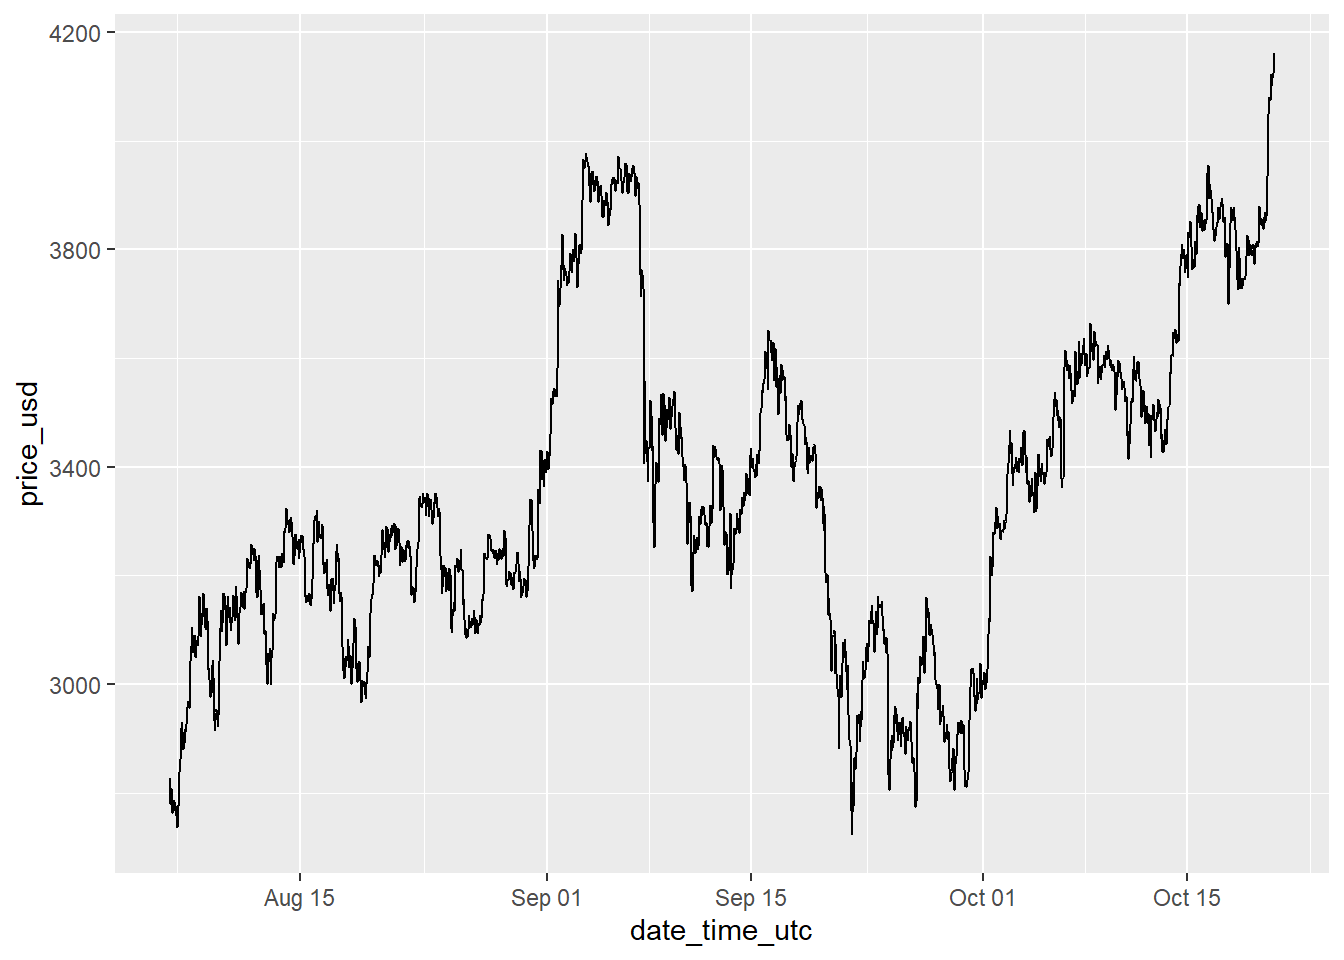 4200
3800
3400
3000
price_usd
Aug 15
Sep 01
Sep 15
Oct 01
Oct 15
date_time_utc